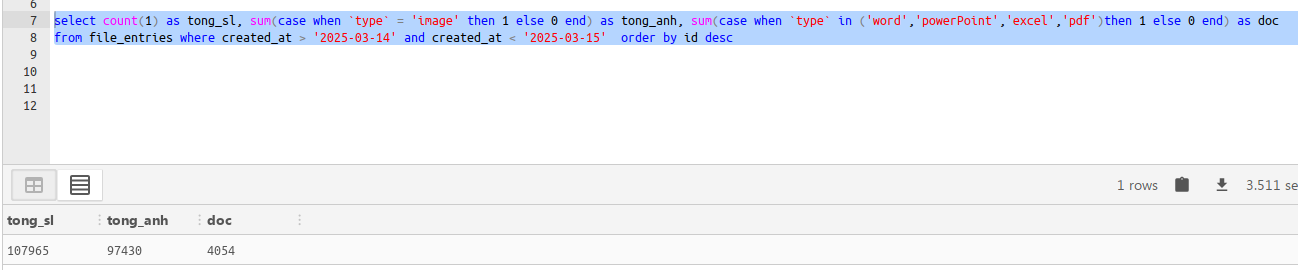 6
7 select count(1) as tong_sl, sum(case when `type` = 'image' then 1 else 0 end) as tong_anh, sum(case when `type` in ('word','powerPoint','excel','pdf')then 1 else 0 end) as doc
8 from file_entries where created_at > '2025-03-14' and created_at < '2025-03-15'  order by id desc
9
10
11
12
1 rows 3.511 se
tong_sl tong_anh doc
107965 97430 4054